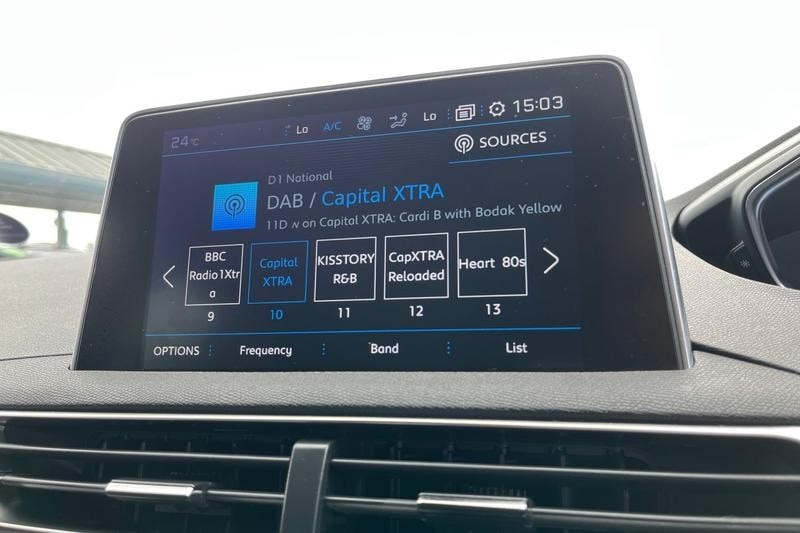 24°C Lo A/C Lo 15:03
SOURCES
D1 National
DAB / Capital XTRA
11D w on Capital XTRA: Cardi B with Bodak Yellow
BBC
Radio 1Xtr
a
Capital
XTRA
KISSTORY
R&B
CapXTRA
Reloaded
Heart 80s
9 10 11 12 13
OPTIONS Frequency Band List